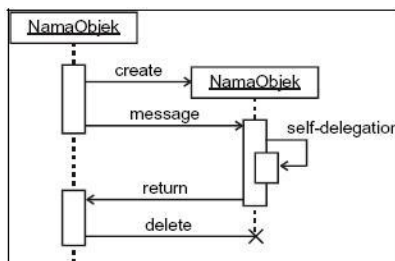 NamaObjek
create
NamaObjek
message
self-delegation
return
delete